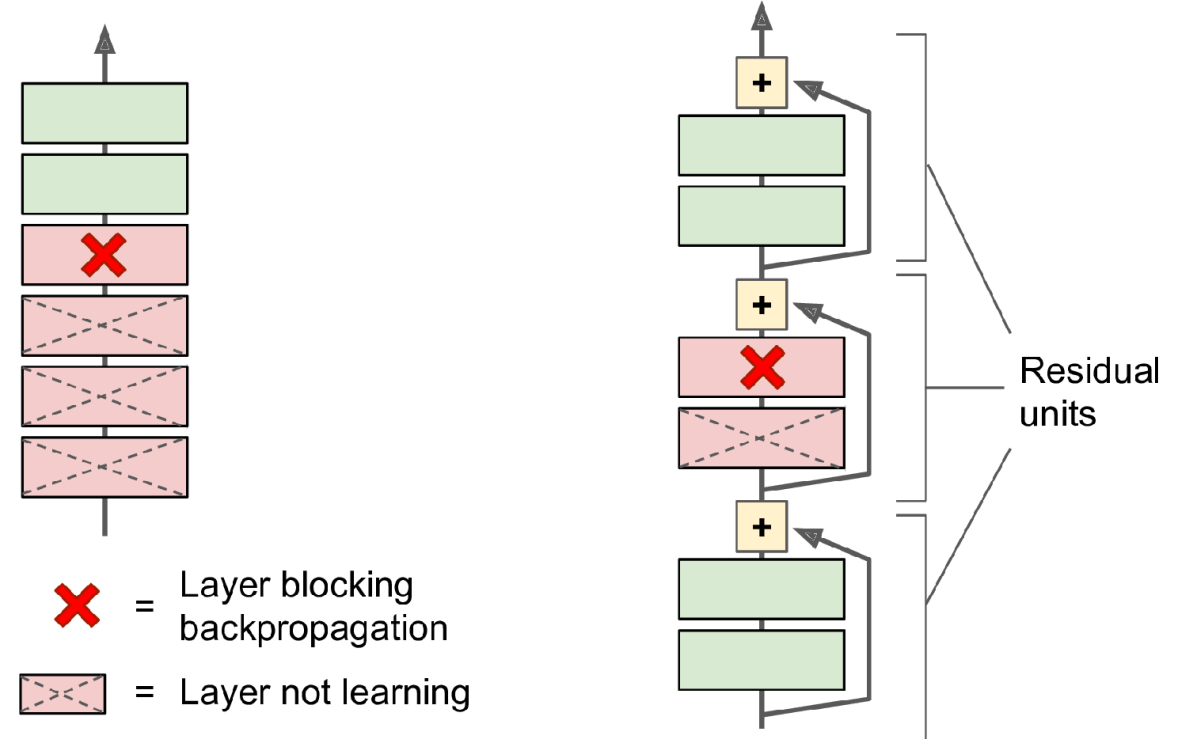 +
+
+
Residual
units
= Layer blocking
backpropagation
= Layer not learning